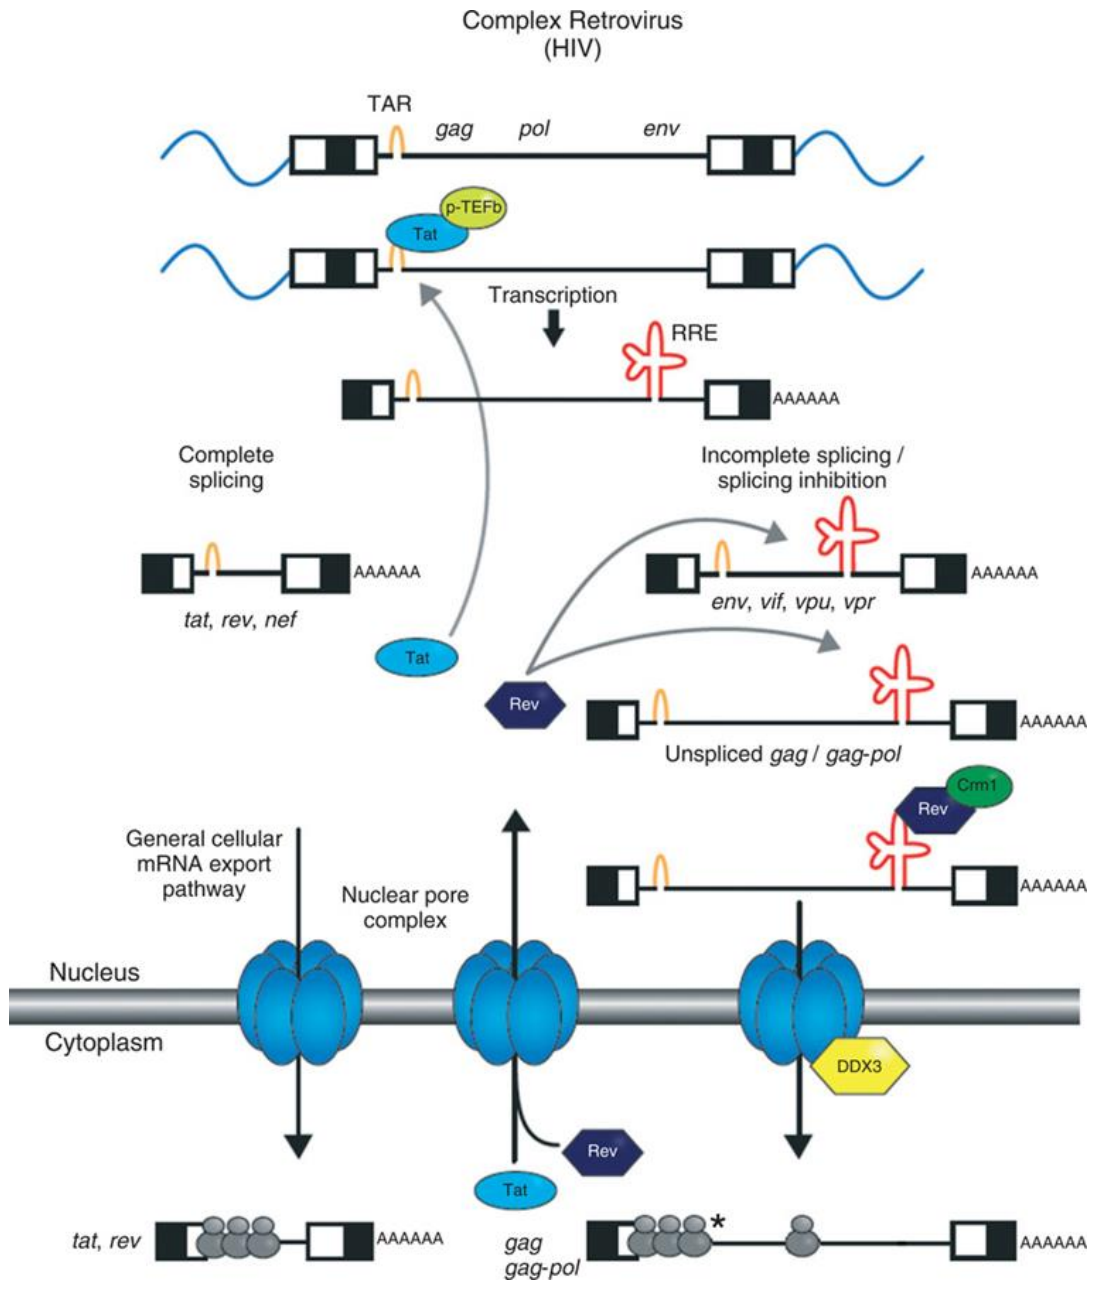 Complex Retrovirus
(HIV)
TAR
gag pol env
p-TEFb
Tat
Transcription
RRE
AAAAAA
Complete
splicing
Incomplete splicing /
splicing inhibition
AAAAAA
AAAAAA
tat, rev, nef
env, vif, vpu, vpr
Tat
Rev
AAAAAA
Unspliced gag / gag-pol
Crm1
Rev
General cellular
mRNA export
pathway
AAAAAA
Nuclear pore
complex
Nucleus
Cytoplasm
DDX3
Rev
Tat
tat, rev
AAAAAA
gag
gag-pol
*
AAAAAA